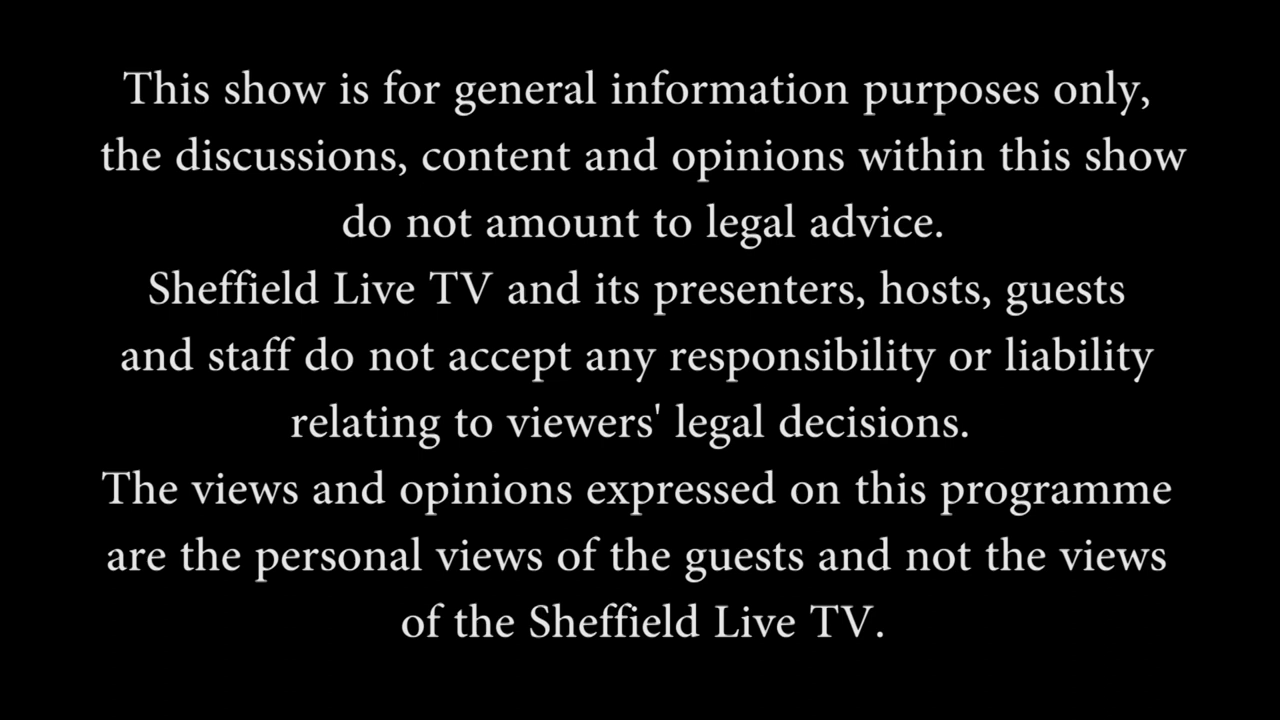 This show is for general information purposes only,
the discussions, content and opinions within this show
do not amount to legal advice.
Sheffield Live TV and its presenters, hosts, guests
and staff do not accept any responsibility or liability
relating to viewers' legal decisions.
The views and opinions expressed on this programme
are the personal views of the guests and not the views
of the Sheffield Live TV.